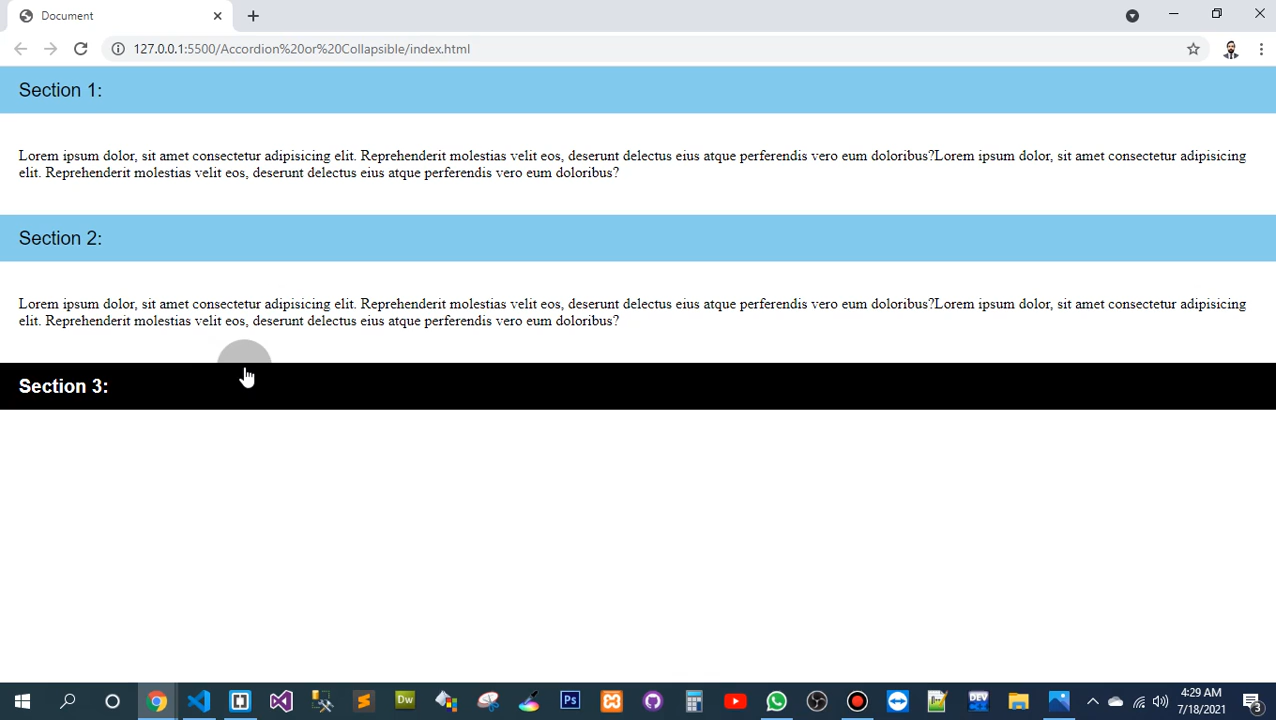 Document
127.0.0.1:5500/Accordion%20or%20Collapsible/index.html
Section 1:
Lorem ipsum dolor, sit amet consectetur adipisicing elit. Reprehenderit molestias velit eos, deserunt delectus eius atque perferendis vero eum doloribus?Lorem ipsum dolor, sit amet consectetur adipisicing
elit. Reprehenderit molestias velit eos, deserunt delectus eius atque perferendis vero eum doloribus?
Section 2:
Lorem ipsum dolor, sit amet consectetur adipisicing elit. Reprehenderit molestias velit eos, deserunt delectus eius atque perferendis vero eum doloribus?Lorem ipsum dolor, sit amet consectetur adipisicing
elit. Reprehenderit molestias velit eos, deserunt delectus eius atque perferendis vero eum doloribus?
Section 3:
Dw
Ps
DEV
4:29 AM
7/18/2021
3